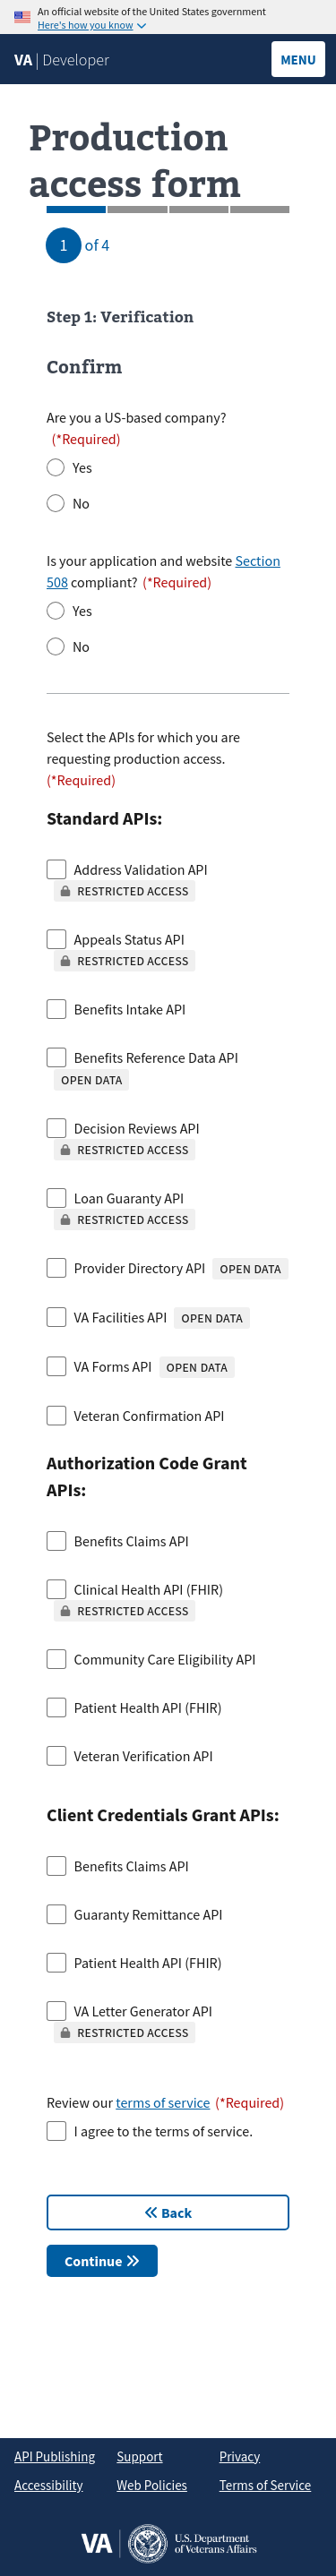 An official website of the United States government
Here's how you know
VA | Developer
MENU
Production
access form
1 of 4
Step 1: Verification
Confirm
Are you a US-based company?
(*Required)
Yes
No
Is your application and website Section
508 compliant? (*Required)
Yes
No
Select the APIs for which you are
requesting production access.
(*Required)
Standard APIs:
Address Validation API
RESTRICTED ACCESS
Appeals Status API
RESTRICTED ACCESS
Benefits Intake API
Benefits Reference Data API
OPEN DATA
Decision Reviews API
RESTRICTED ACCESS
Loan Guaranty API
RESTRICTED ACCESS
Provider Directory API OPEN DATA
VA Facilities API OPEN DATA
VA Forms API OPEN DATA
Veteran Confirmation API
Authorization Code Grant
APIs:
Benefits Claims API
Clinical Health API (FHIR)
RESTRICTED ACCESS
Community Care Eligibility API
Patient Health API (FHIR)
Veteran Verification API
Client Credentials Grant APIs:
Benefits Claims API
Guaranty Remittance API
Patient Health API (FHIR)
VA Letter Generator API
RESTRICTED ACCESS
Review our terms of service (*Required)
I agree to the terms of service.
Back
Continue
API Publishing Support Privacy
Accessibility Web Policies Terms of Service
VA U.S. Department
of Veterans Affairs